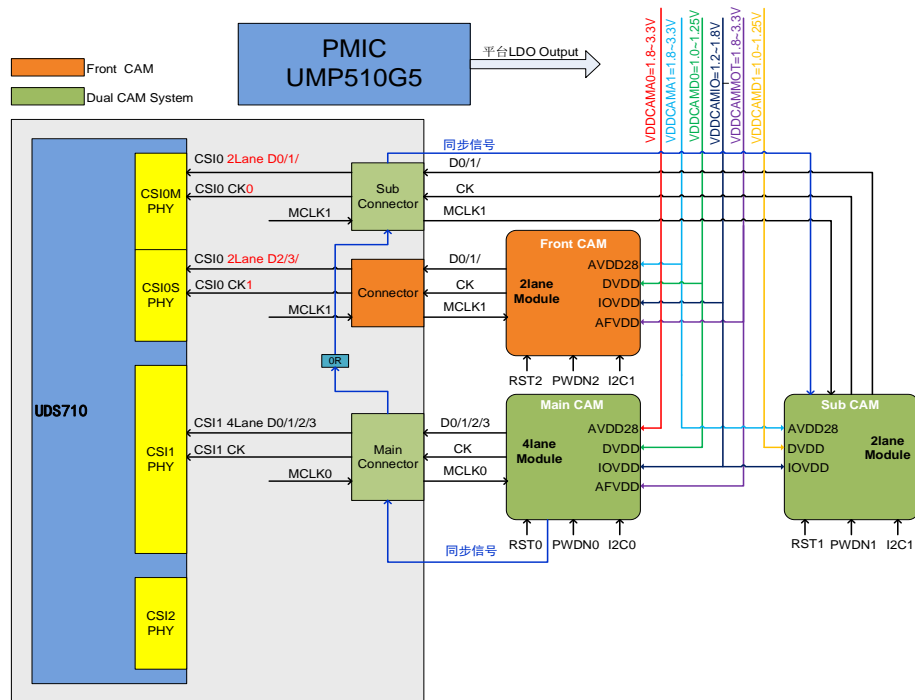 PMIC
UMP510G5
平台LDO Output
Front CAM
Dual CAM System
VDDCAMA0=1.8~3.3V
VDDCAMA1=1.8~3.3V
VDDCAMD0=1.0~1.25V
VDDCAMIO=1.2~1.8V
VDDCAMMOT=1.8~3.3V
VDDCAMD1=1.0~1.25V
UDS710
CSI0M
PHY
CSI0 2Lane D0/1/
CSI0 CK0
MCLK1
Sub
Connector
同步信号
D0/1/
CK
MCLK1
CSI0S
PHY
CSI0 2Lane D2/3/
CSI0 CK1
MCLK1
Connector
D0/1/
CK
MCLK1
Front CAM
2lane
Module
AVDD28
DVDD
IOVDD
AFVDD
RST2
PWDN2
I2C1
0R
CSI1
PHY
CSI1 4Lane D0/1/2/3
CSI1 CK
MCLK0
Main
Connector
D0/1/2/3
CK
MCLK0
Main CAM
4lane
Module
AVDD28
DVDD
IOVDD
AFVDD
RST0
PWDN0
I2C0
同步信号
Sub CAM
AVDD28
DVDD
IOVDD
2lane
Module
RST1
PWDN1
I2C1
CSI2
PHY